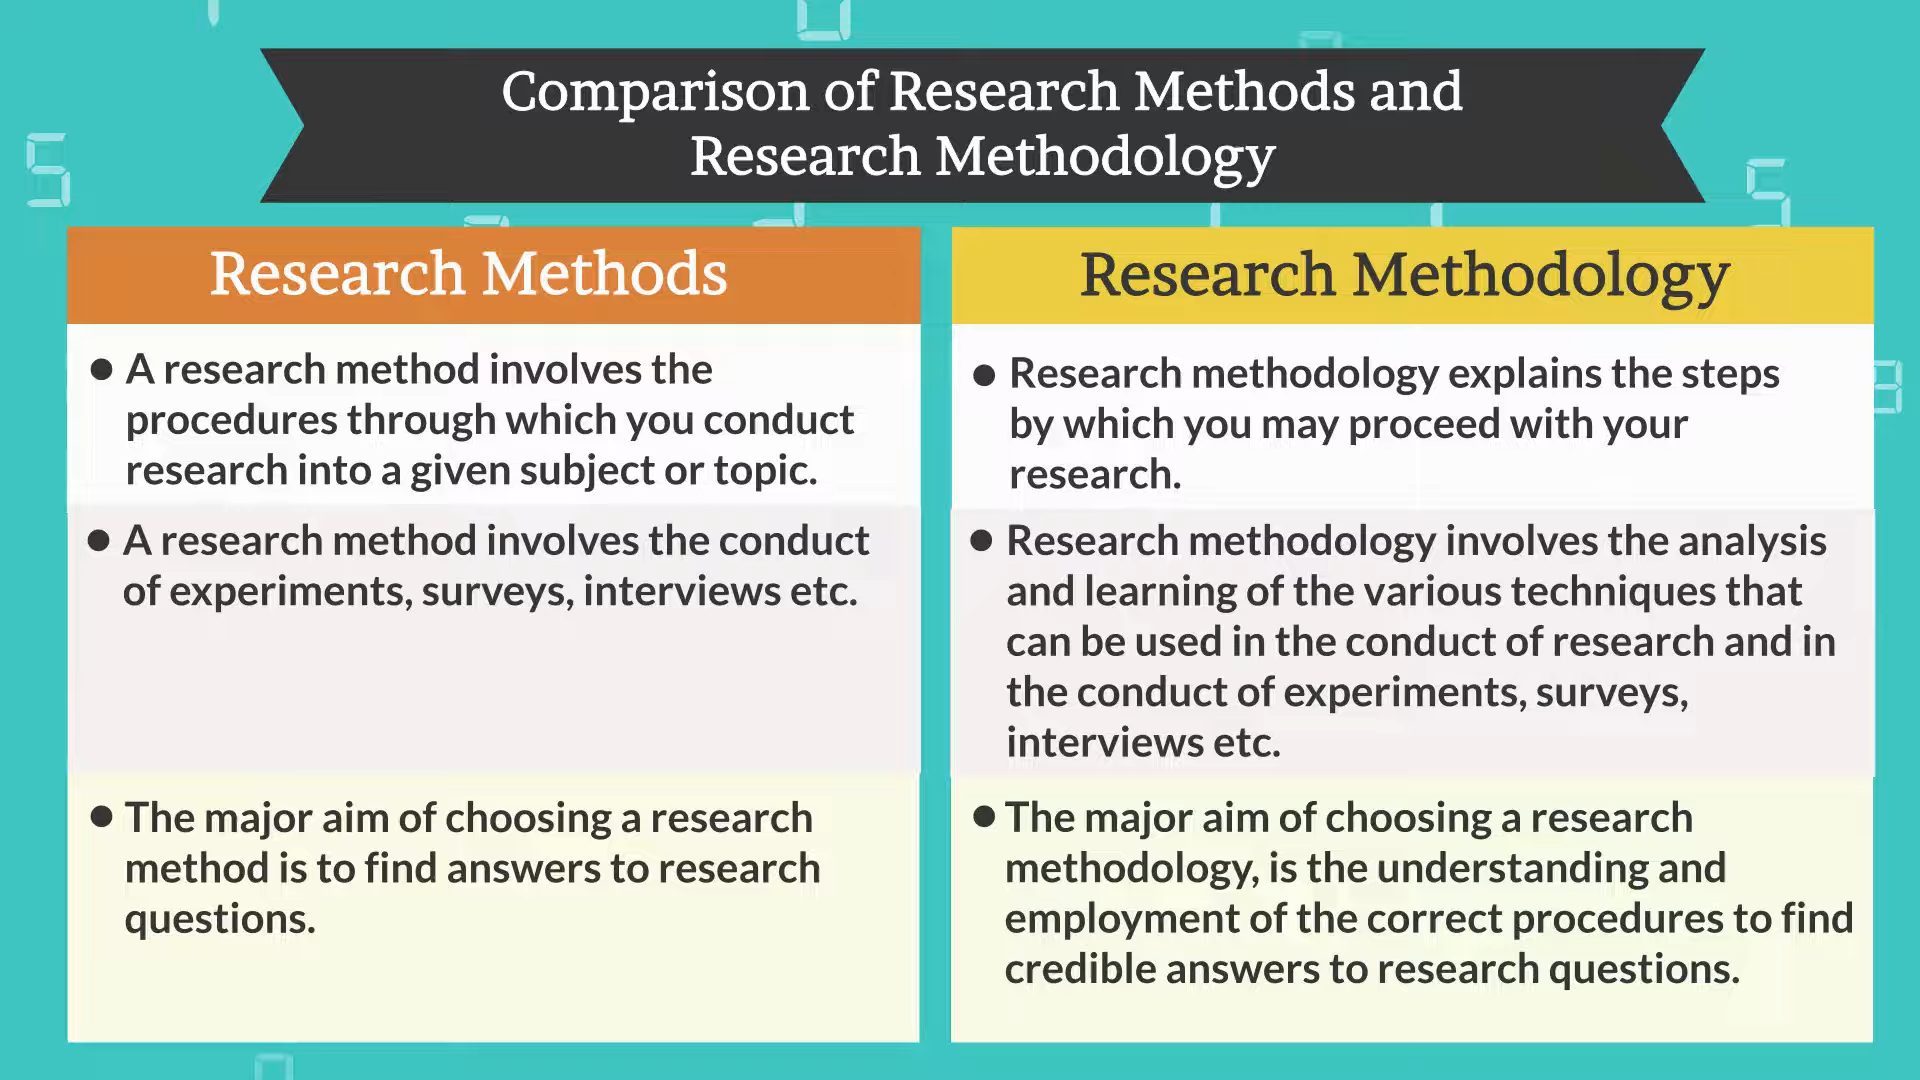 Comparison of Research Methods and
Research Methodology
Research Methods
● A research method involves the
procedures through which you conduct
research into a given subject or topic.
● A research method involves the conduct
of experiments, surveys, interviews etc.
● The major aim of choosing a research
method is to find answers to research
questions.
Research Methodology
● Research methodology explains the steps
by which you may proceed with your
research.
● Research methodology involves the analysis
and learning of the various techniques that
can be used in the conduct of research and in
the conduct of experiments, surveys,
interviews etc.
● The major aim of choosing a research
methodology, is the understanding and
employment of the correct procedures to find
credible answers to research questions.